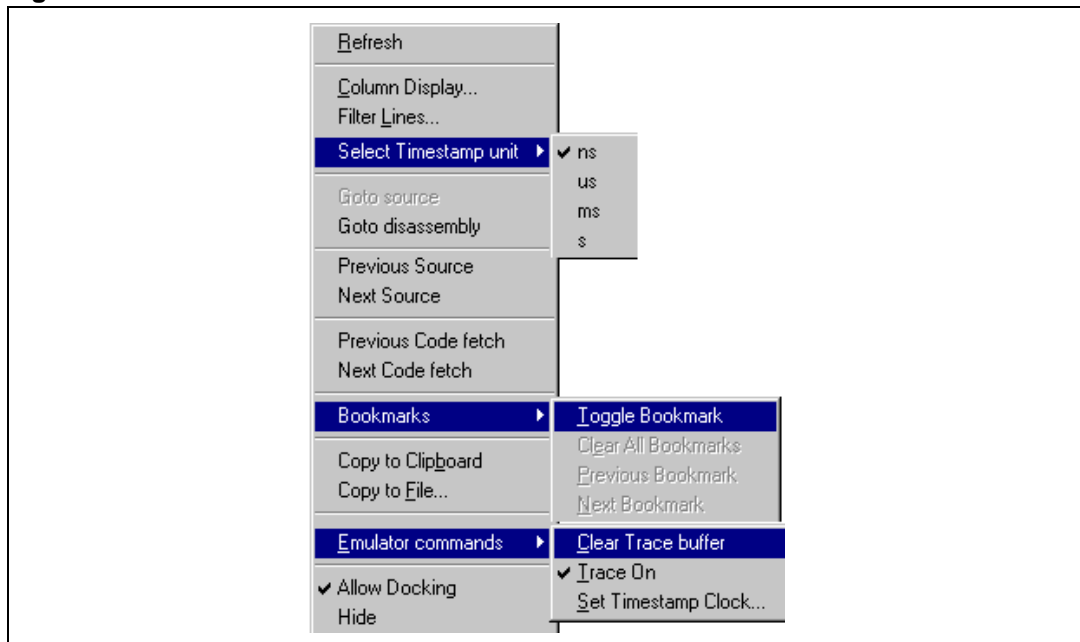 Refresh
Column Display...
Filter Lines...
Select Timestamp unit
ns
us
ms
s
Goto source
Goto disassembly
Previous Source
Next Source
Previous Code fetch
Next Code fetch
Bookmarks
Toggle Bookmark
Clear All Bookmarks
Previous Bookmark
Next Bookmark
Copy to Clipboard
Copy to File...
Emulator commands
Clear Trace buffer
Trace On
Set Timestamp Clock...
Allow Docking
Hide